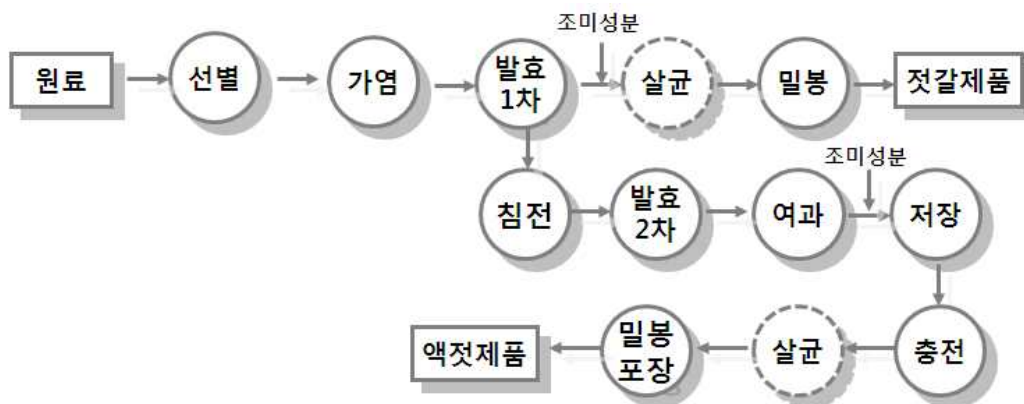 조미성분
원료
선별
가염
발효
1차
살균
밀봉
젓갈제품
조미성분
침전
발효
2차
여과
저장
액젓제품
밀봉
포장
살균
충전